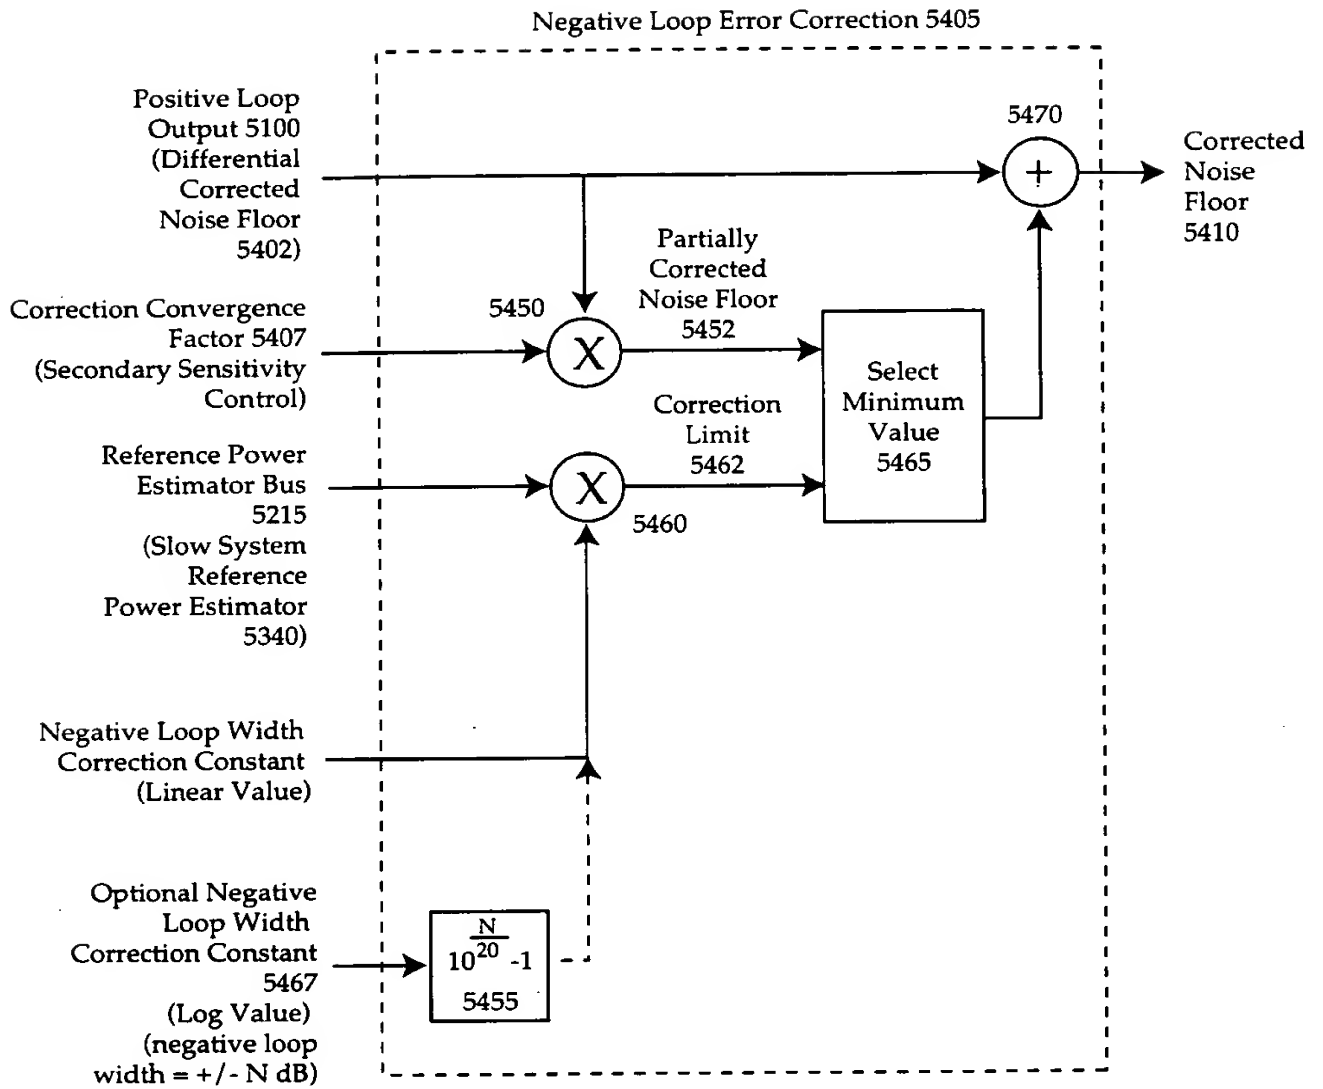 Negative Loop Error Correction 5405
Positive Loop
Output 5100
(Differential
Corrected
Noise Floor
5402)
5470
+
Corrected
Noise
Floor
5410
Correction Convergence
Factor 5407
(Secondary Sensitivity
Control)
5450
X
Partially
Corrected
Noise Floor
5452
Reference Power
Estimator Bus
5215
(Slow System
Reference
Power Estimator
5340)
X
5460
Correction
Limit
5462
Select
Minimum
Value
5465
Negative Loop Width
Correction Constant
(Linear Value)
Optional Negative
Loop Width
Correction Constant
5467
(Log Value)
(negative loop
width = +/- N dB)
N
10 20 -1
5455